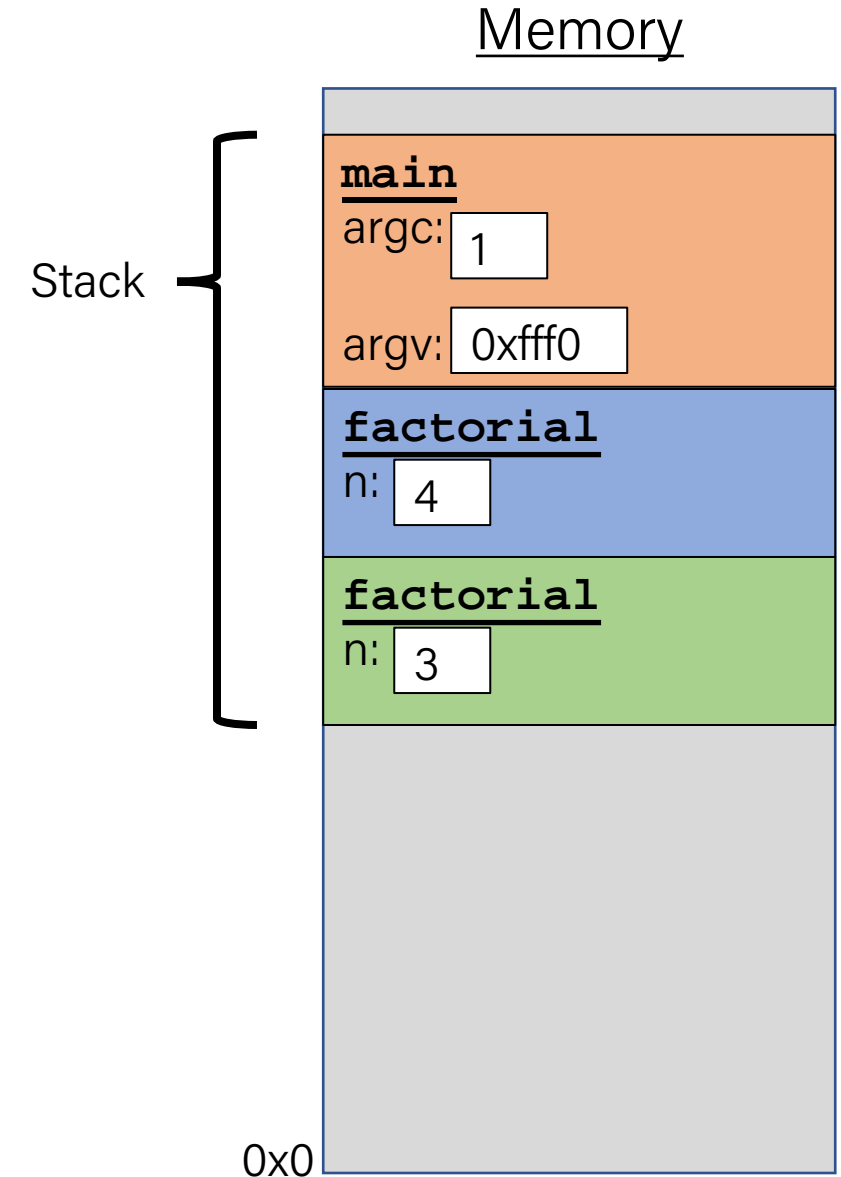 Memory
main
argc: 1
Stack
argv: 0xfff0
factorial
n: 4
factorial
n: 3
0x0